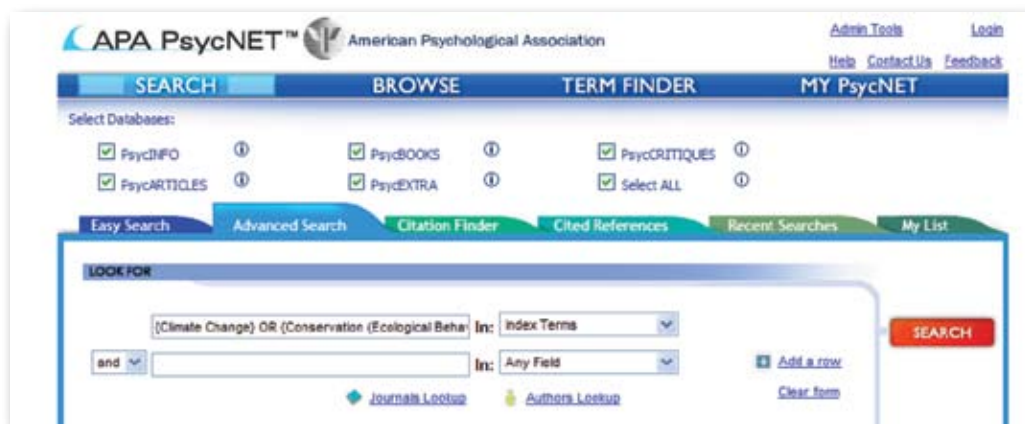 APA PsycNET™ American Psychological Association
Admin Tools Login
Help Contact Us Feedback
SEARCH BROWSE TERM FINDER MY PsycNET
Select Databases:
PsycINFO PsycBOOKS PsycCRITIQUES
PsycARTICLES PsycEXTRA Select ALL
Easy Search Advanced Search Citation Finder Cited References Recent Searches My List
LOOK FOR
{Climate Change} OR {Conservation (Ecological Behav In: Index Terms
SEARCH
and In: Any Field Add a row
Journals Lookup Authors Lookup Clear form